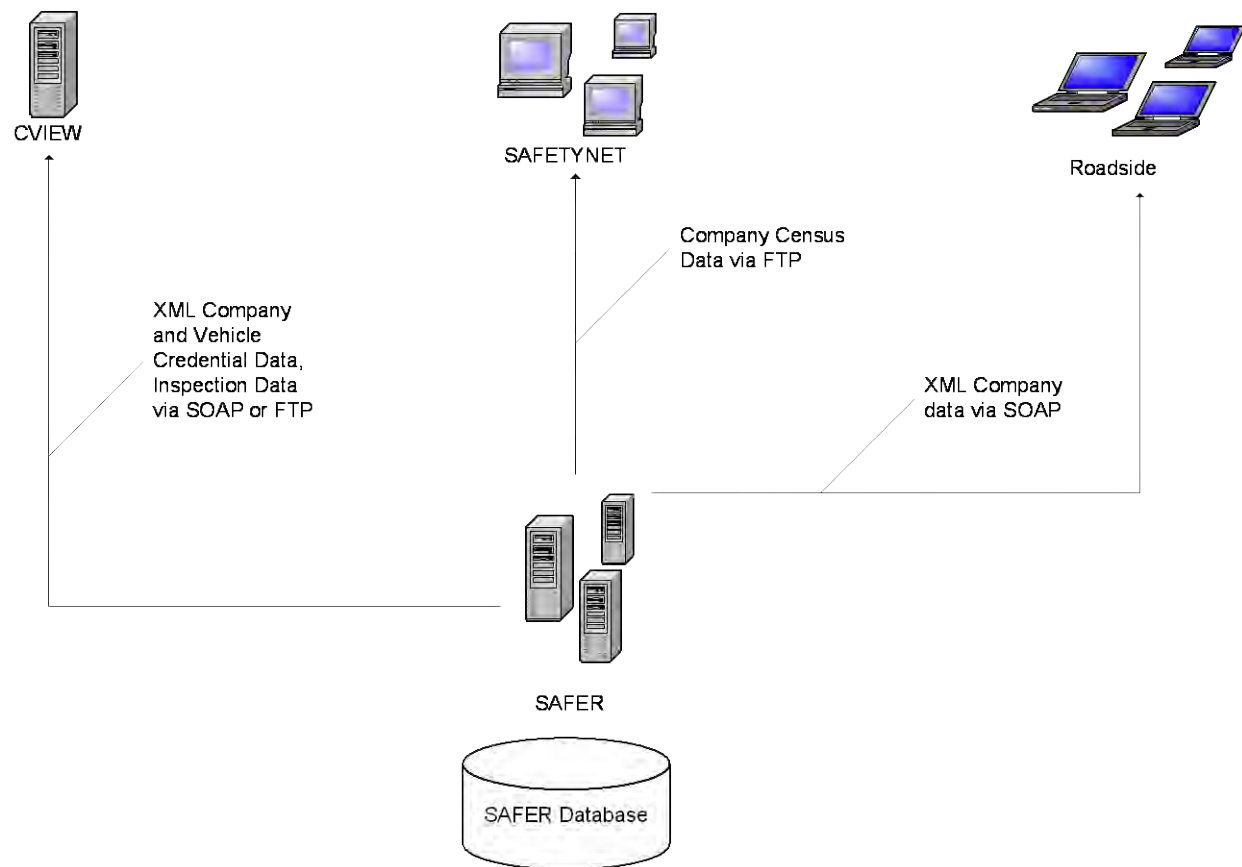 CVIEW
SAFETYNET
Roadside
Company Census
Data via FTP
XML Company
and Vehicle
Credential Data,
Inspection Data
via SOAP or FTP
XML Company
data via SOAP
SAFER
SAFER Database